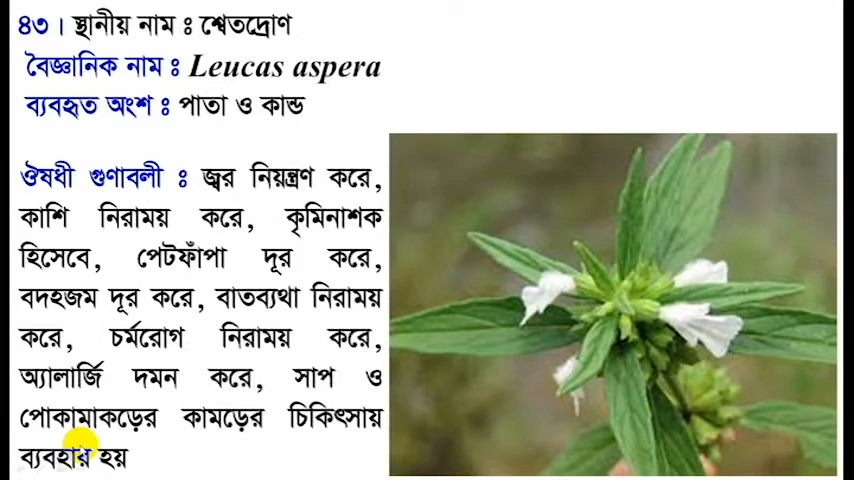 ৪৩। স্থানীয় নাম ঃ শ্বেতদ্রোণ
বৈজ্ঞানিক নাম ঃ Leucas aspera
ব্যবহৃত অংশ ঃ পাতা ও কান্ড
ঔষধী গুণাবলী ঃ জ্বর নিয়ন্ত্রণ করে,
কাশি নিরাময় করে, কৃমিনাশক
হিসেবে, পেটফাঁপা দূর করে,
বদহজম দূর করে, বাতব্যথা নিরাময়
করে, চর্মরোগ নিরাময় করে,
অ্যালার্জি দমন করে, সাপ ও
পোকামাকড়ের কামড়ের চিকিৎসায়
ব্যবহার হয়